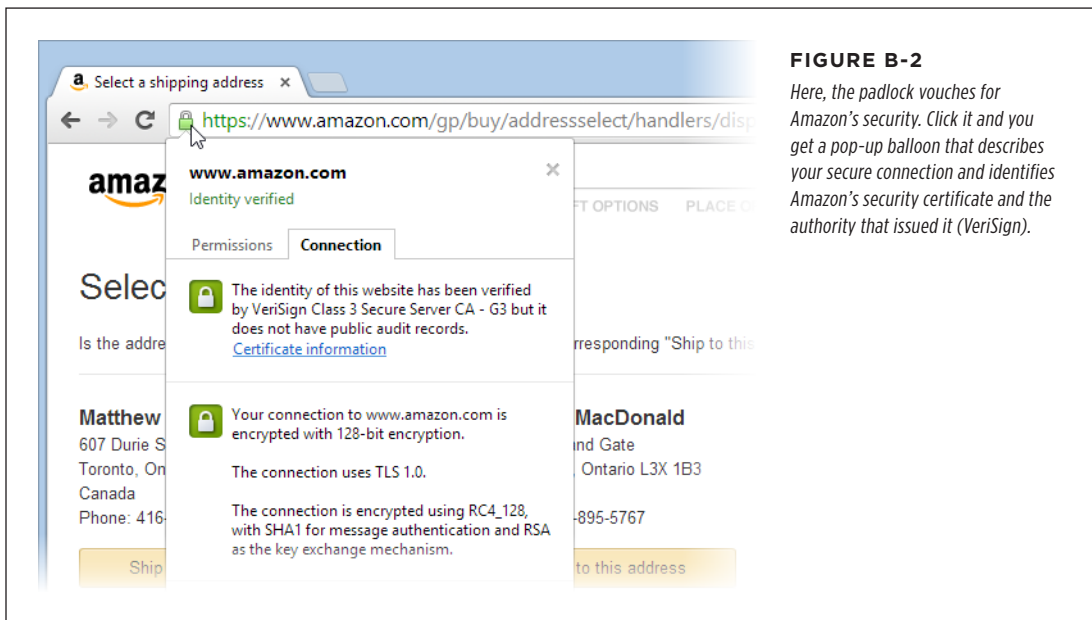 Select a shipping address ×
https://www.amazon.com/gp/buy/addressselect/handlers/disp
www.amazon.com ×
Identity verified
Permissions Connection
The identity of this website has been verified
by VeriSign Class 3 Secure Server CA - G3 but it
does not have public audit records.
Certificate information
Your connection to www.amazon.com is
encrypted with 128-bit encryption.
The connection uses TLS 1.0.
The connection is encrypted using RC4_128,
with SHA1 for message authentication and RSA
as the key exchange mechanism.
amaz
FT OPTIONS PLACE O
Selec
Is the addre
rresponding "Ship to this
Matthew
607 Durie S
Toronto, On
Canada
Phone: 416-
Ship
MacDonald
und Gate
, Ontario L3X 1B3
-895-5767
to this address
FIGURE B-2
Here, the padlock vouches for
Amazon's security. Click it and you
get a pop-up balloon that describes
your secure connection and identifies
Amazon's security certificate and the
authority that issued it (VeriSign).